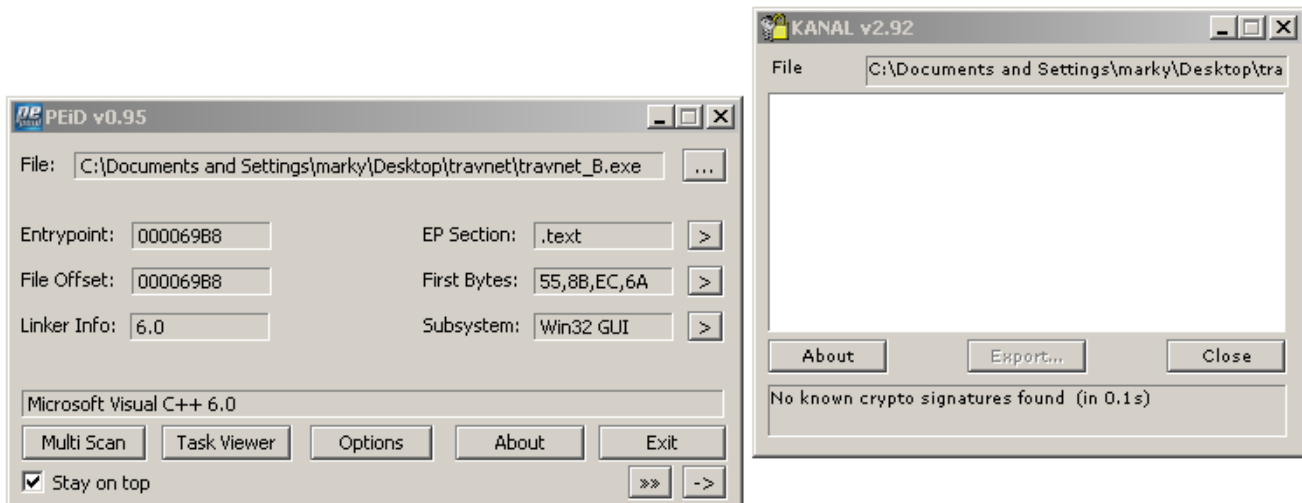 PEiD v0.95
File: C:\Documents and Settings\marky\Desktop\travnet\travnet_B.exe ...
Entrypoint: 000069B8 EP Section: .text >
File Offset: 000069B8 First Bytes: 55,8B,EC,6A >
Linker Info: 6.0 Subsystem: Win32 GUI >
Microsoft Visual C++ 6.0
Multi Scan Task Viewer Options About Exit
Stay on top »» ->
KANAL v2.92
File C:\Documents and Settings\marky\Desktop\tra
About Export... Close
No known crypto signatures found (in 0.1s)